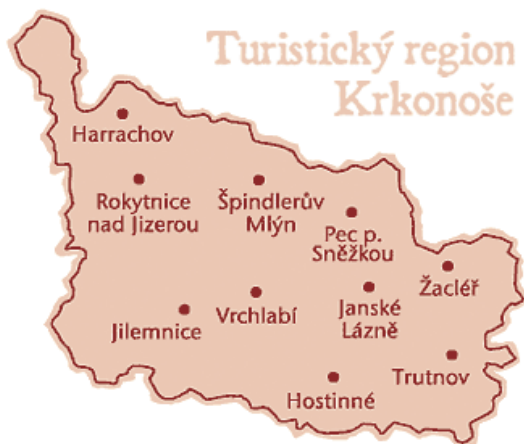 Turistický region
Krkonoše
Harrachov
Rokytnice
nad Jizerou
Špindlerův
Mlýn
Pec p.
Sněžkou
Žacléř
Jilemnice
Vrchlabí
Janské
Lázně
Hostinné
Trutnov